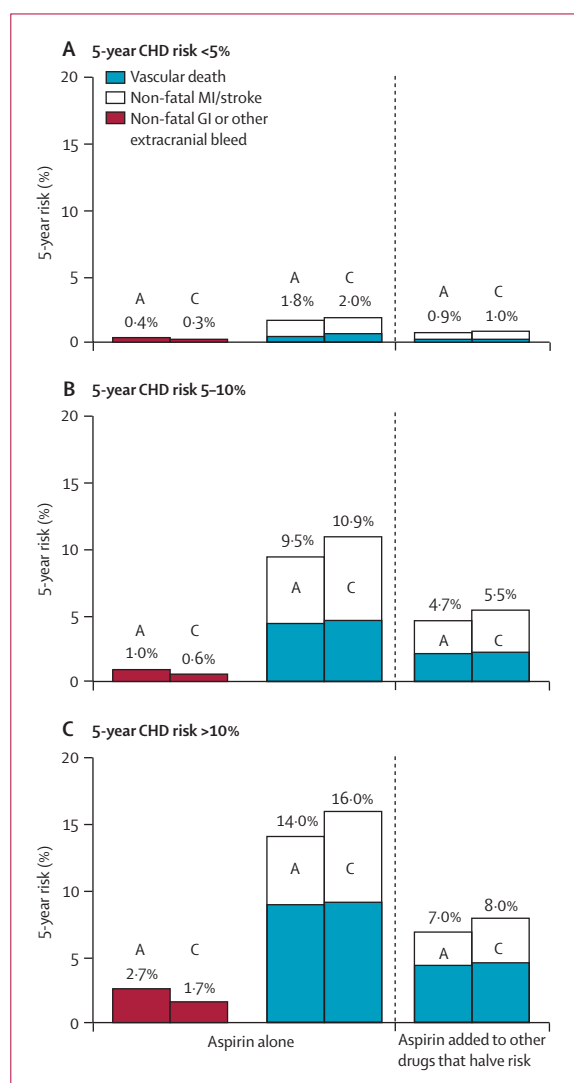 A 5-year CHD risk <5%
20
15
10
5
0
5-year risk (%)
Vascular death
Non-fatal MI/stroke
Non-fatal GI or other
extracranial bleed
A C
0·4% 0·3%
A C
1·8% 2·0%
A C
0·9% 1·0%
B 5-year CHD risk 5–10%
20
15
10
5
0
5-year risk (%)
A C
1·0% 0·6%
9·5% 10·9%
A C
4·7% 5·5%
A C
C 5-year CHD risk >10%
20
15
10
5
0
5-year risk (%)
A C
2·7% 1·7%
14·0% 16·0%
A C
7·0% 8·0%
A C
Aspirin alone
Aspirin added to other
drugs that halve risk